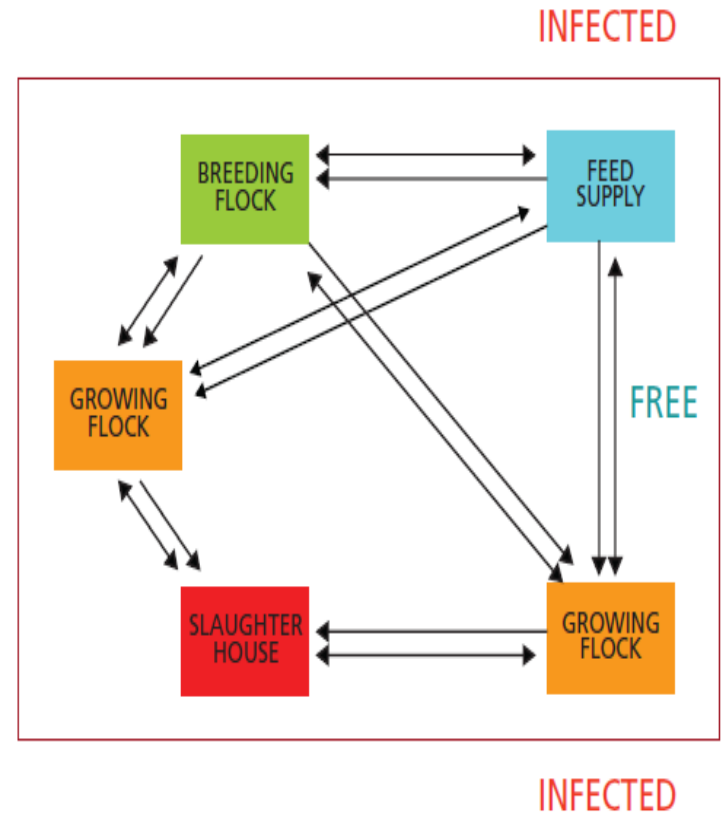 INFECTED
BREEDING
FLOCK
FEED
SUPPLY
GROWING
FLOCK
FREE
SLAUGHTER
HOUSE
GROWING
FLOCK
INFECTED